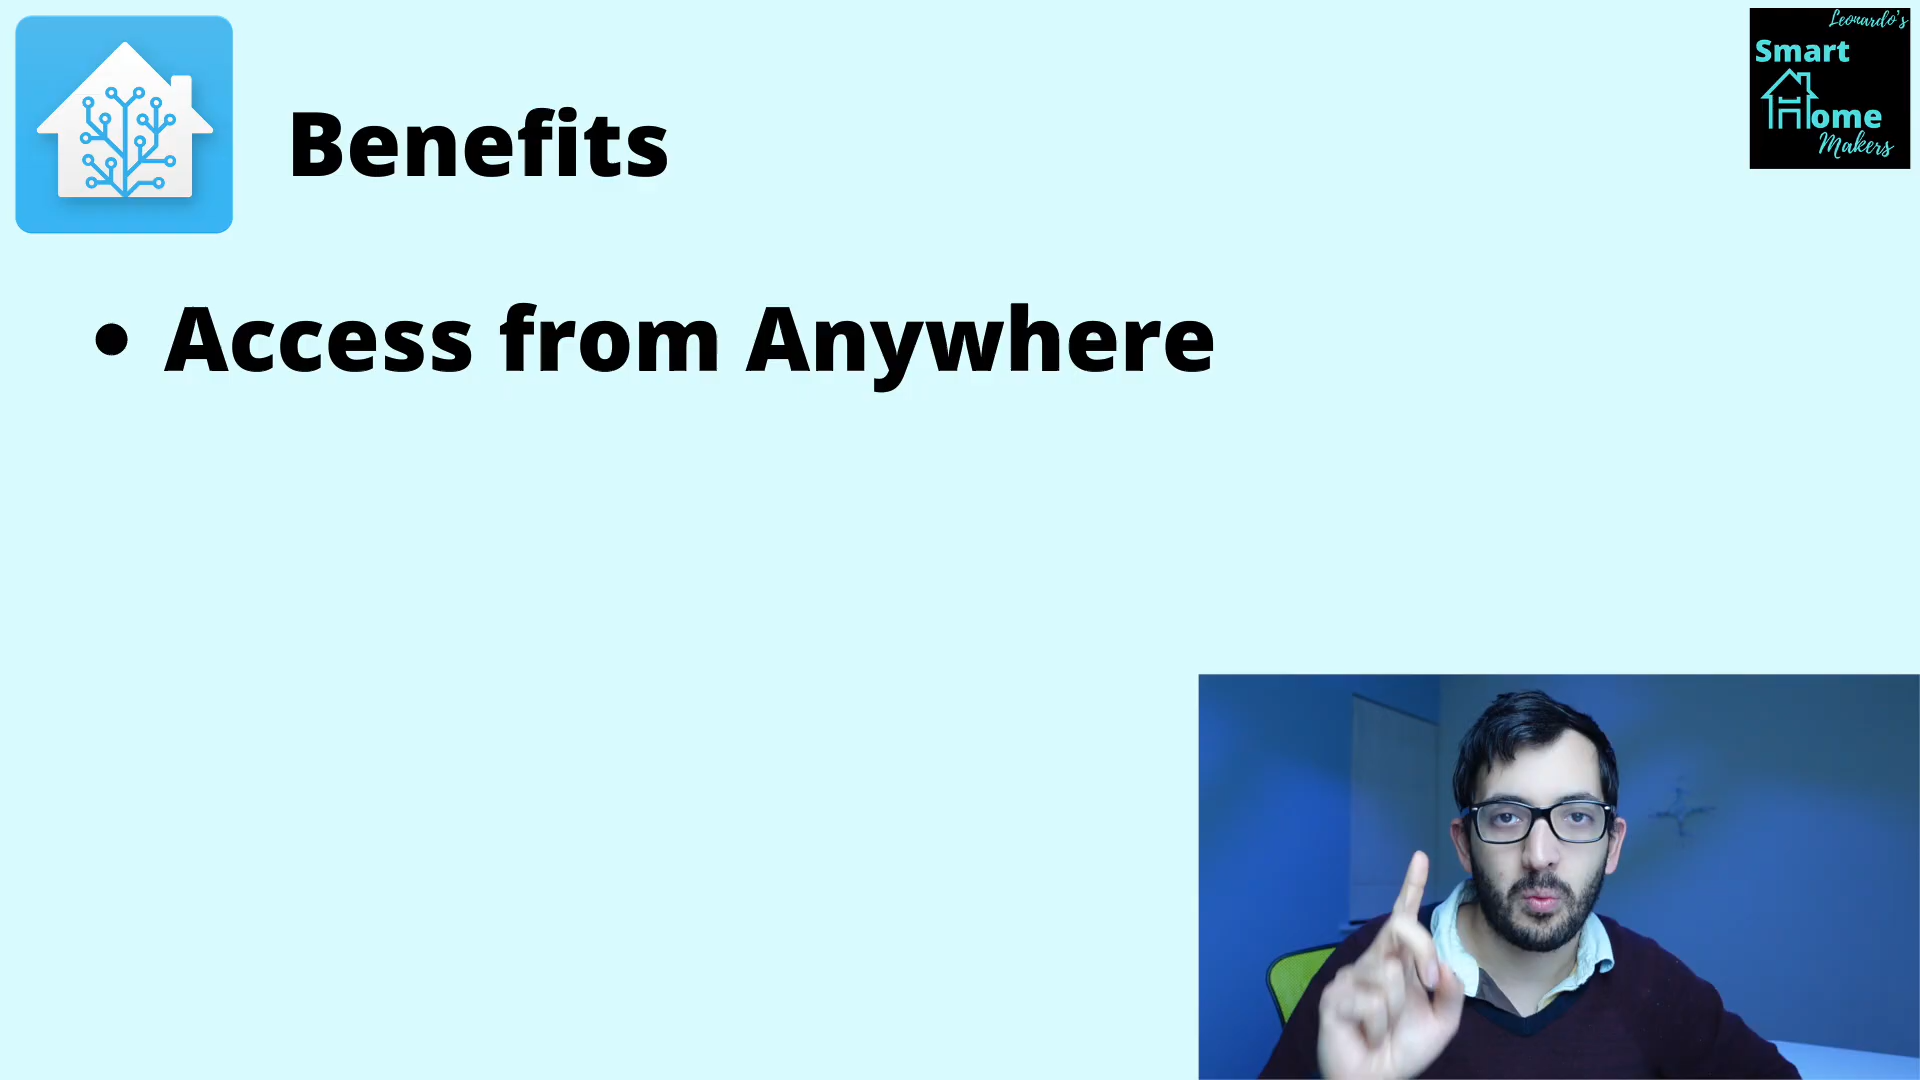 Benefits
Leonardo's
Smart
Home
Makers
• Access from Anywhere